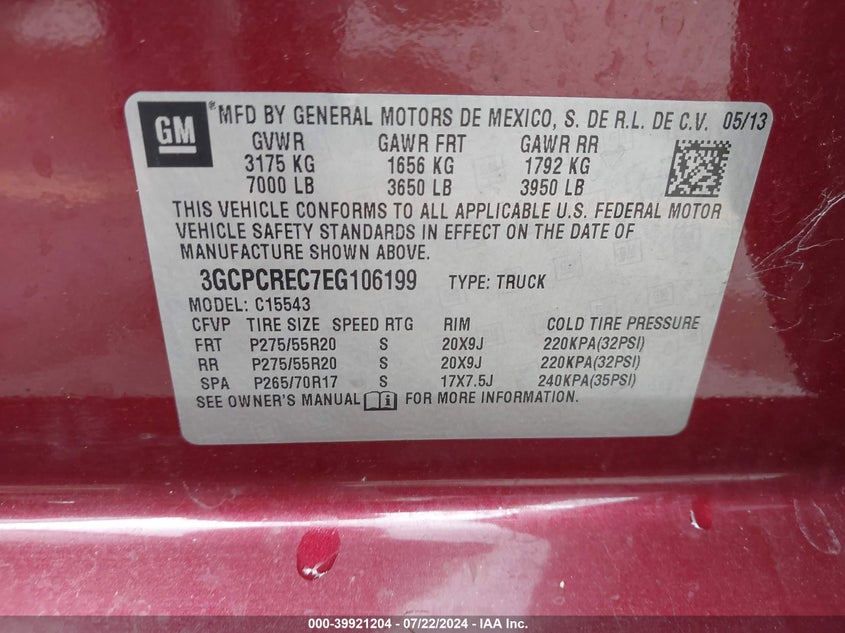 GM ® MFD BY GENERAL MOTORS DE MEXICO, S. DE R.L. DE C.V. 05/13
GVWR GAWR FRT GAWR RR
3175 KG 1656 KG 1792 KG
7000 LB 3650 LB 3950 LB
THIS VEHICLE CONFORMS TO ALL APPLICABLE U.S. FEDERAL MOTOR
VEHICLE SAFETY STANDARDS IN EFFECT ON THE DATE OF
MANUFACTURE SHOWN ABOVE.
3GCPCREC7EG106199 TYPE: TRUCK
MODEL: C15543
CFVP TIRE SIZE SPEED RTG RIM COLD TIRE PRESSURE
FRT P275/55R20 S 20X9J 220KPA(32PSI)
RR P275/55R20 S 20X9J 220KPA(32PSI)
SPA P265/70R17 S 17X7.5J 240KPA(35PSI)
SEE OWNER'S MANUAL FOR MORE INFORMATION.
000-39921204 - 07/22/2024 - IAA Inc.